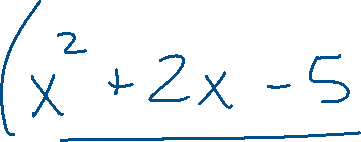 (x² + 2x - 5